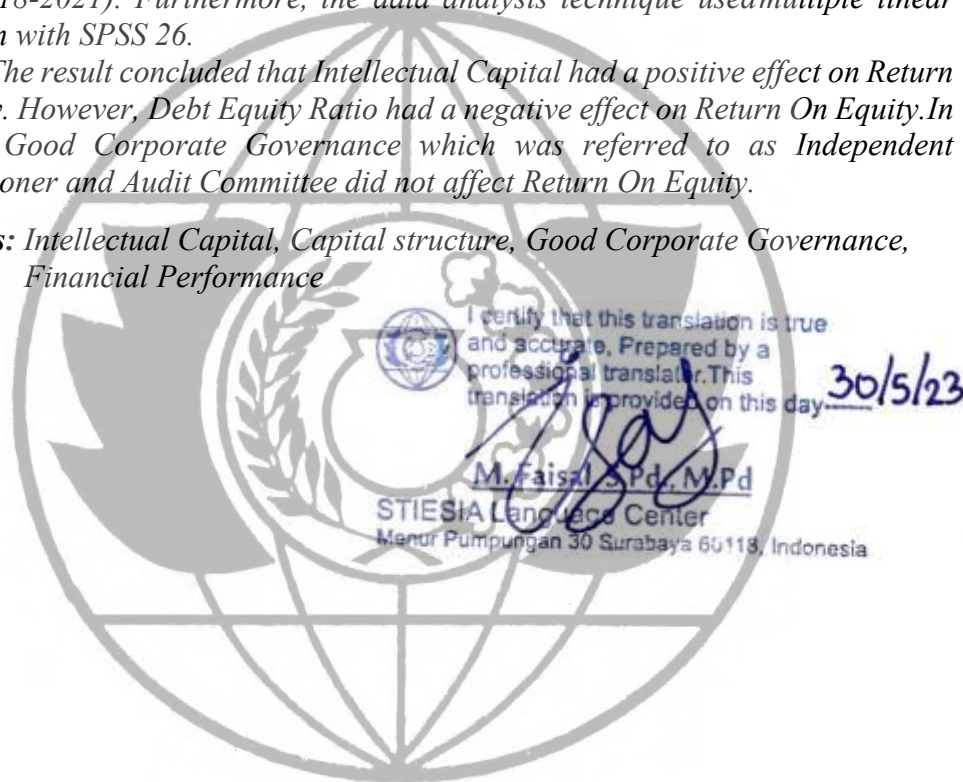 18-2021). Furthermore, the data analysis technique usedmultiple linear
n with SPSS 26.
The result concluded that Intellectual Capital had a positive effect on Return
y. However, Debt Equity Ratio had a negative effect on Return On Equity.In
Good Corporate Governance which was referred to as Independent
oner and Audit Committee did not affect Return On Equity.
s: Intellectual Capital, Capital structure, Good Corporate Governance,
Financial Performance
I certify that this translation is true
and accurate, Prepared by a
professional translator.This
translation is provided on this day
30/5/23
M. Faisal S.Pd., M.Pd
STIESIA Language Center
Menur Pumpungan 30 Surabaya 60118, Indonesia